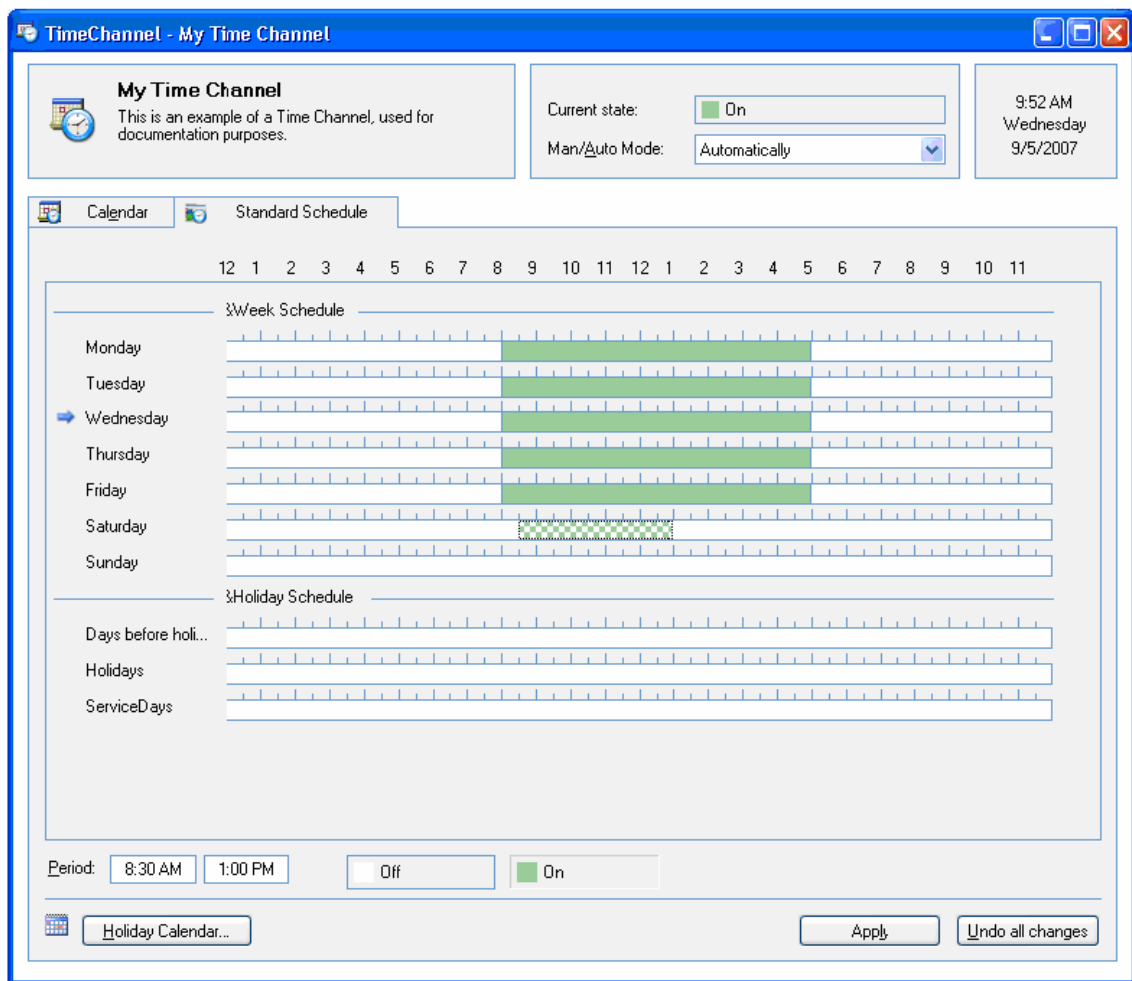 TimeChannel - My Time Channel
My Time Channel
This is an example of a Time Channel, used for
documentation purposes.
Current state:
On
Man/Auto Mode:
Automatically
9:52 AM
Wednesday
9/5/2007
Calendar
Standard Schedule
12 1 2 3 4 5 6 7 8 9 10 11 12 1 2 3 4 5 6 7 8 9 10 11
&Week Schedule
Monday
Tuesday
Wednesday
Thursday
Friday
Saturday
Sunday
&Holiday Schedule
Days before holi...
Holidays
ServiceDays
Period:
8:30 AM
1:00 PM
Off
On
Holiday Calendar...
Apply
Undo all changes